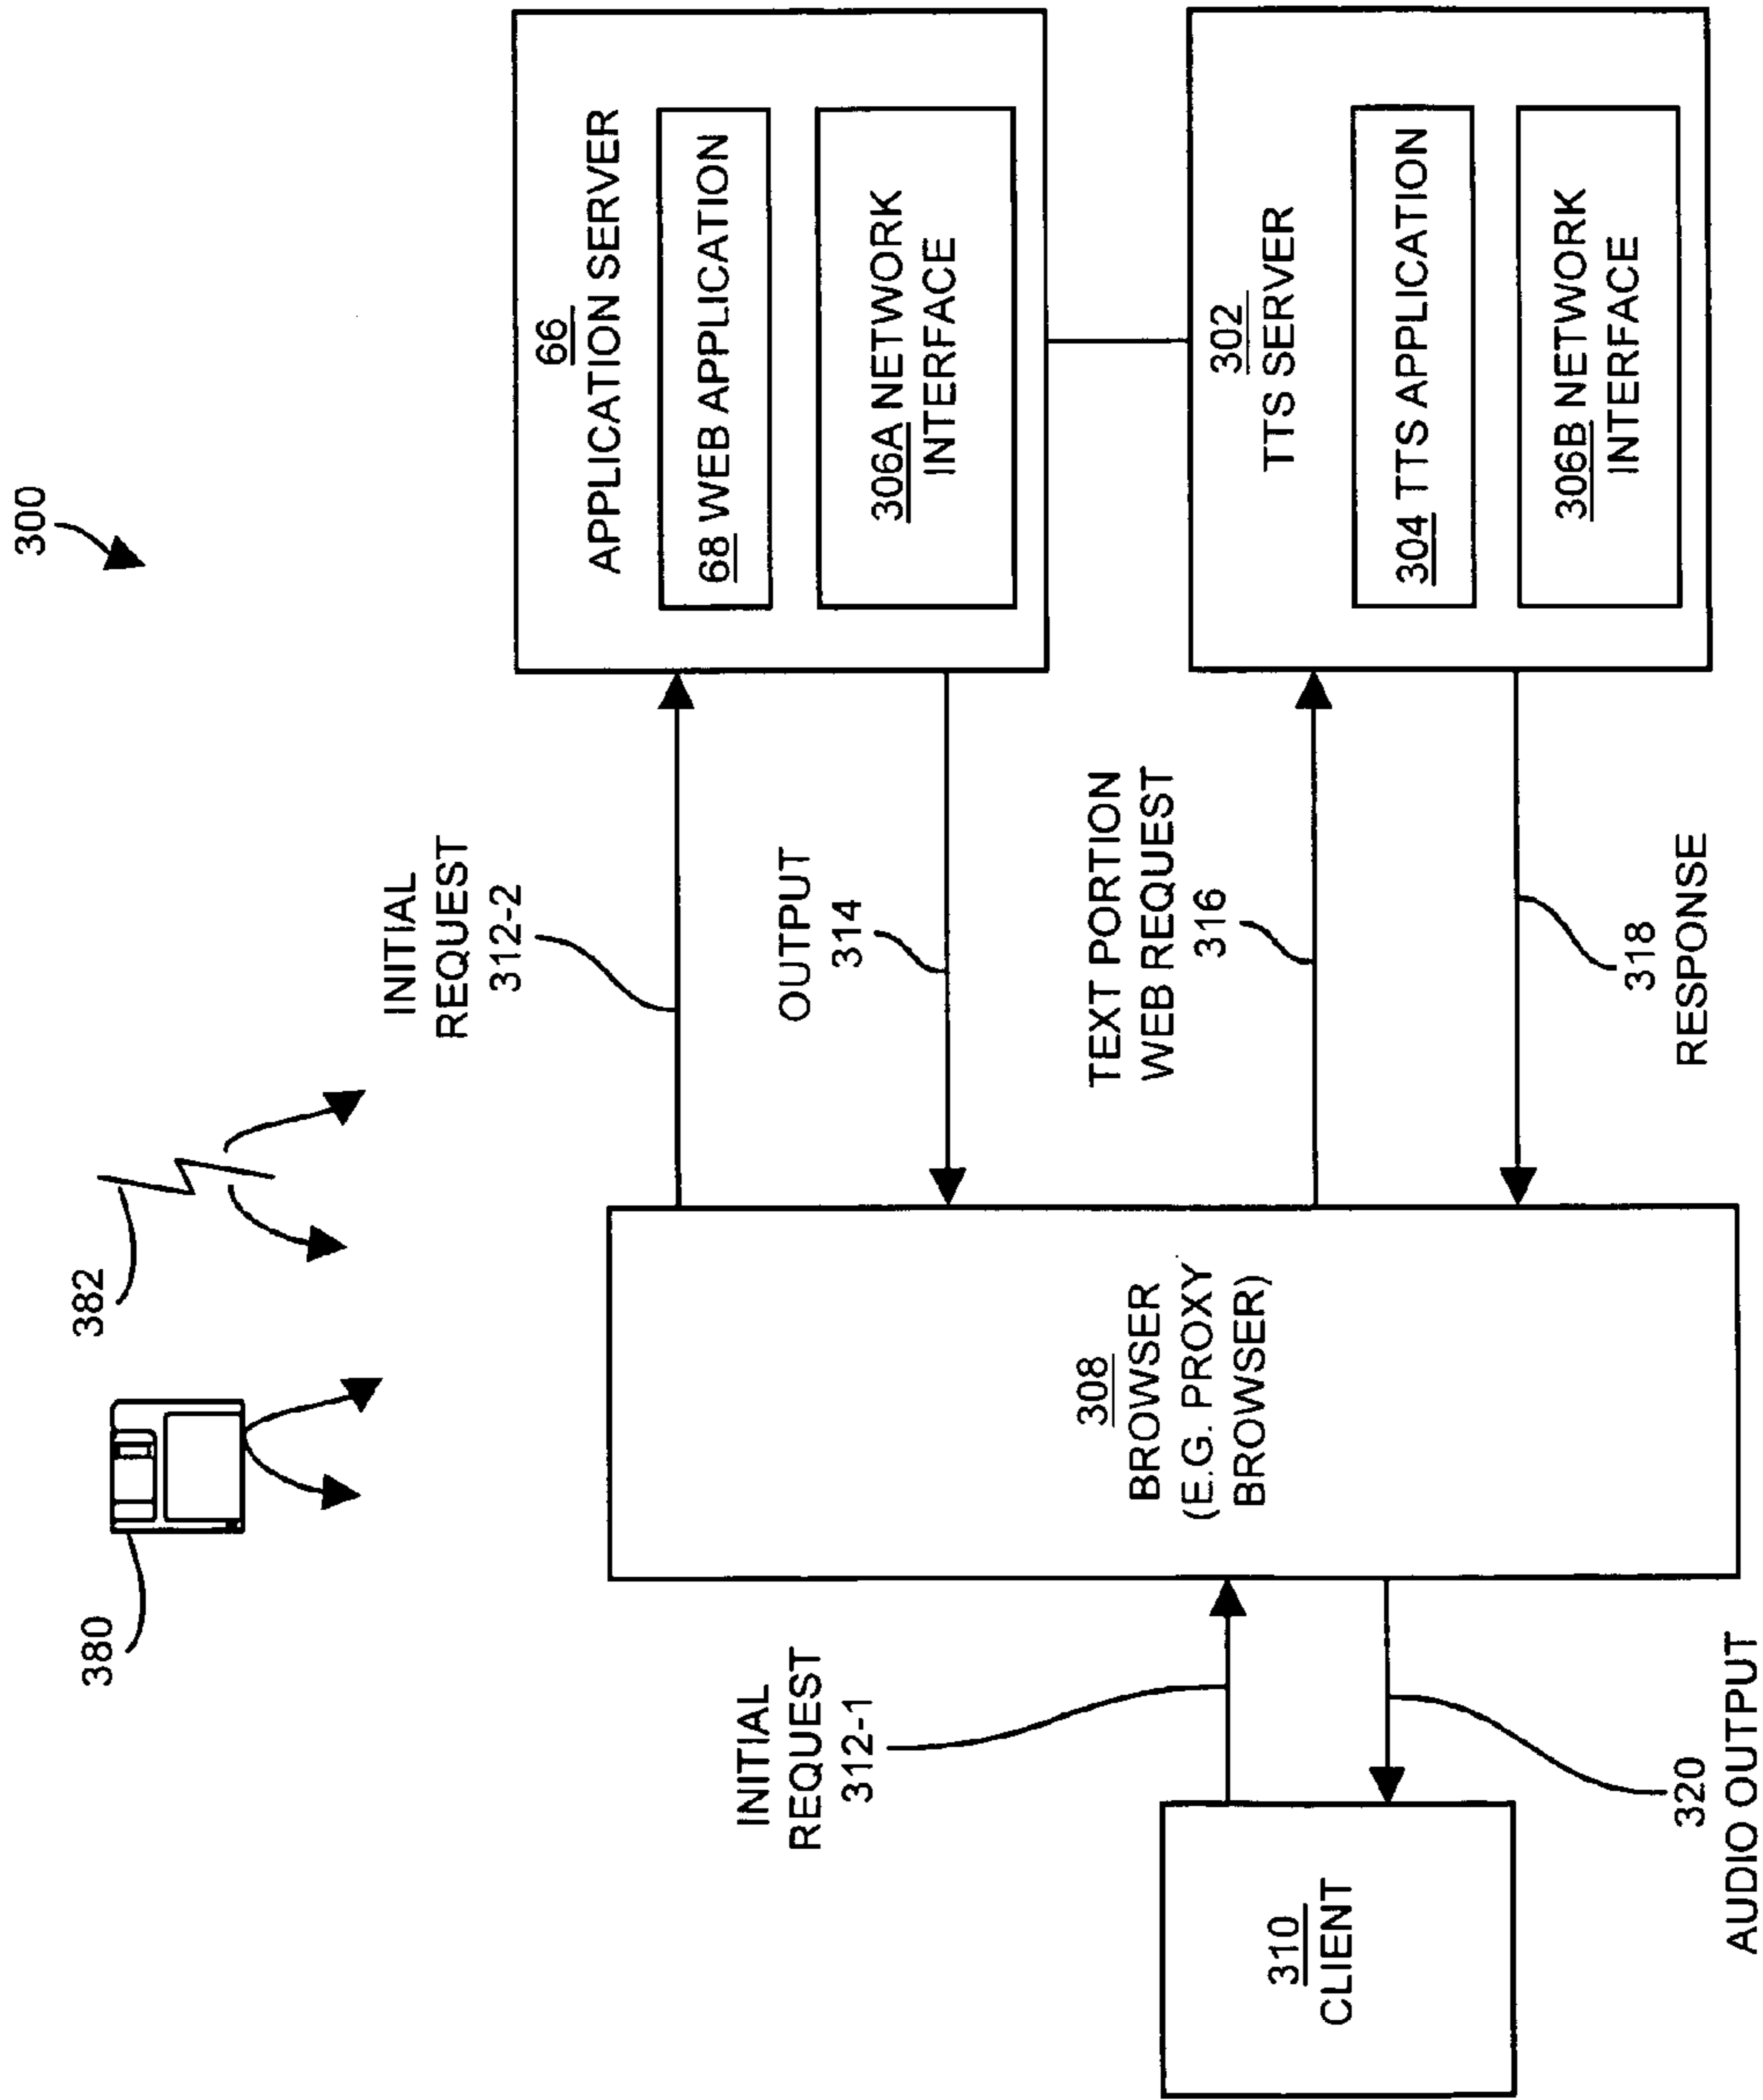 300
380
382
66
APPLICATION SERVER
68 WEB APPLICATION
306A NETWORK
INTERFACE
INITIAL
REQUEST
312-2
OUTPUT
314
308
BROWSER
(E.G. PROXY
BROWSER)
INITIAL
REQUEST
312-1
310
CLIENT
320
AUDIO OUTPUT
TEXT PORTION
WEB REQUEST
316
318
RESPONSE
302
TTS SERVER
304 TTS APPLICATION
306B NETWORK
INTERFACE